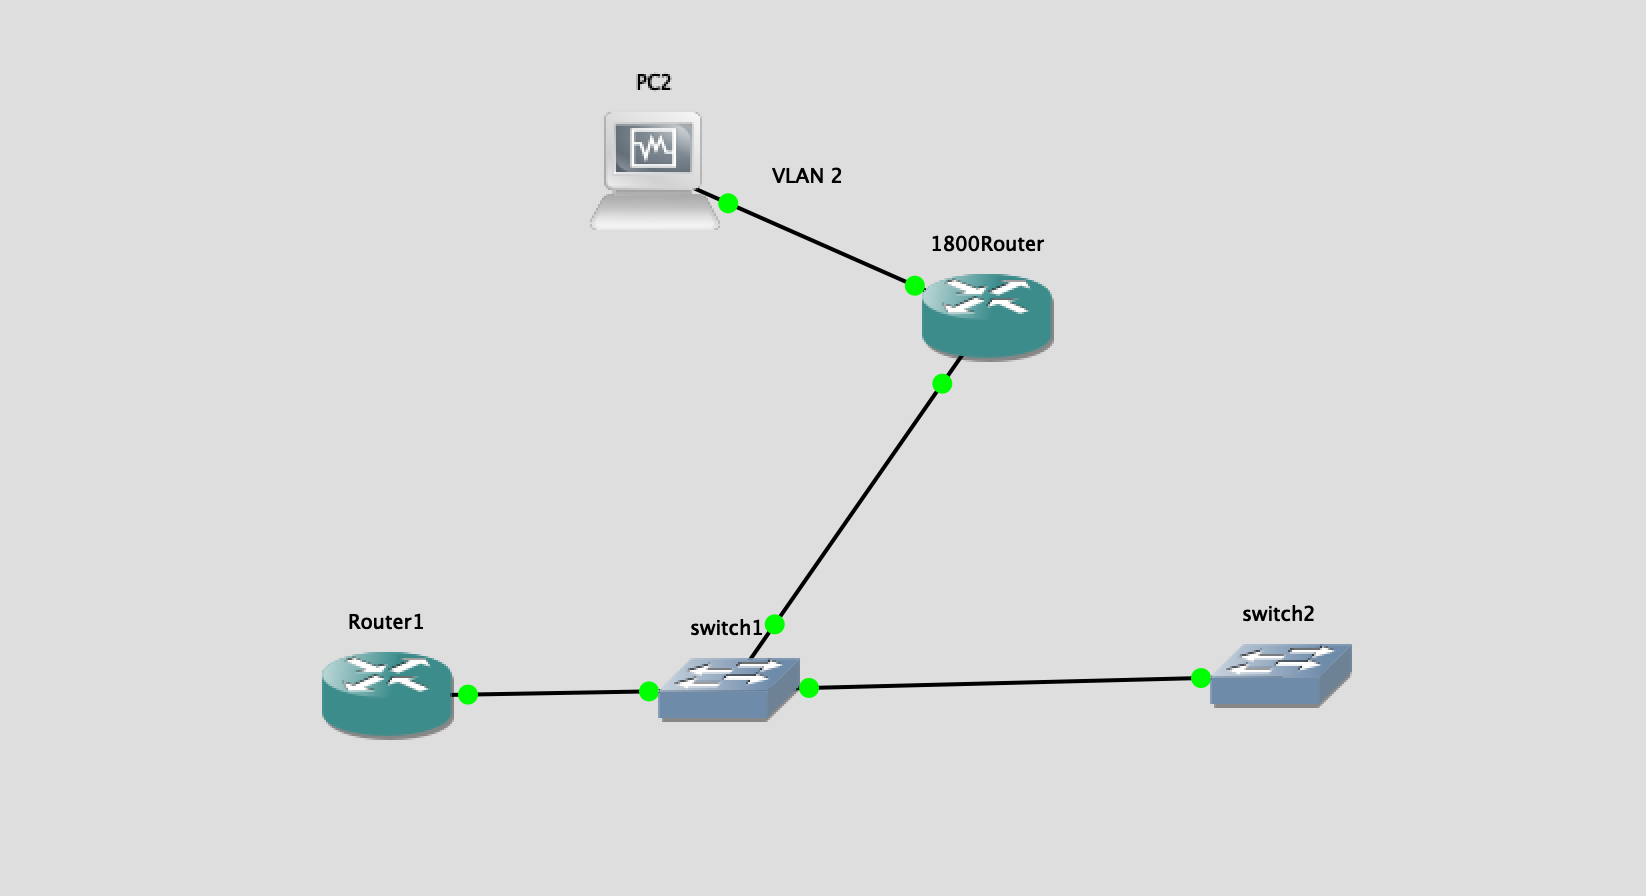 PC2
VLAN 2
1800Router
Router1
switch1
switch2